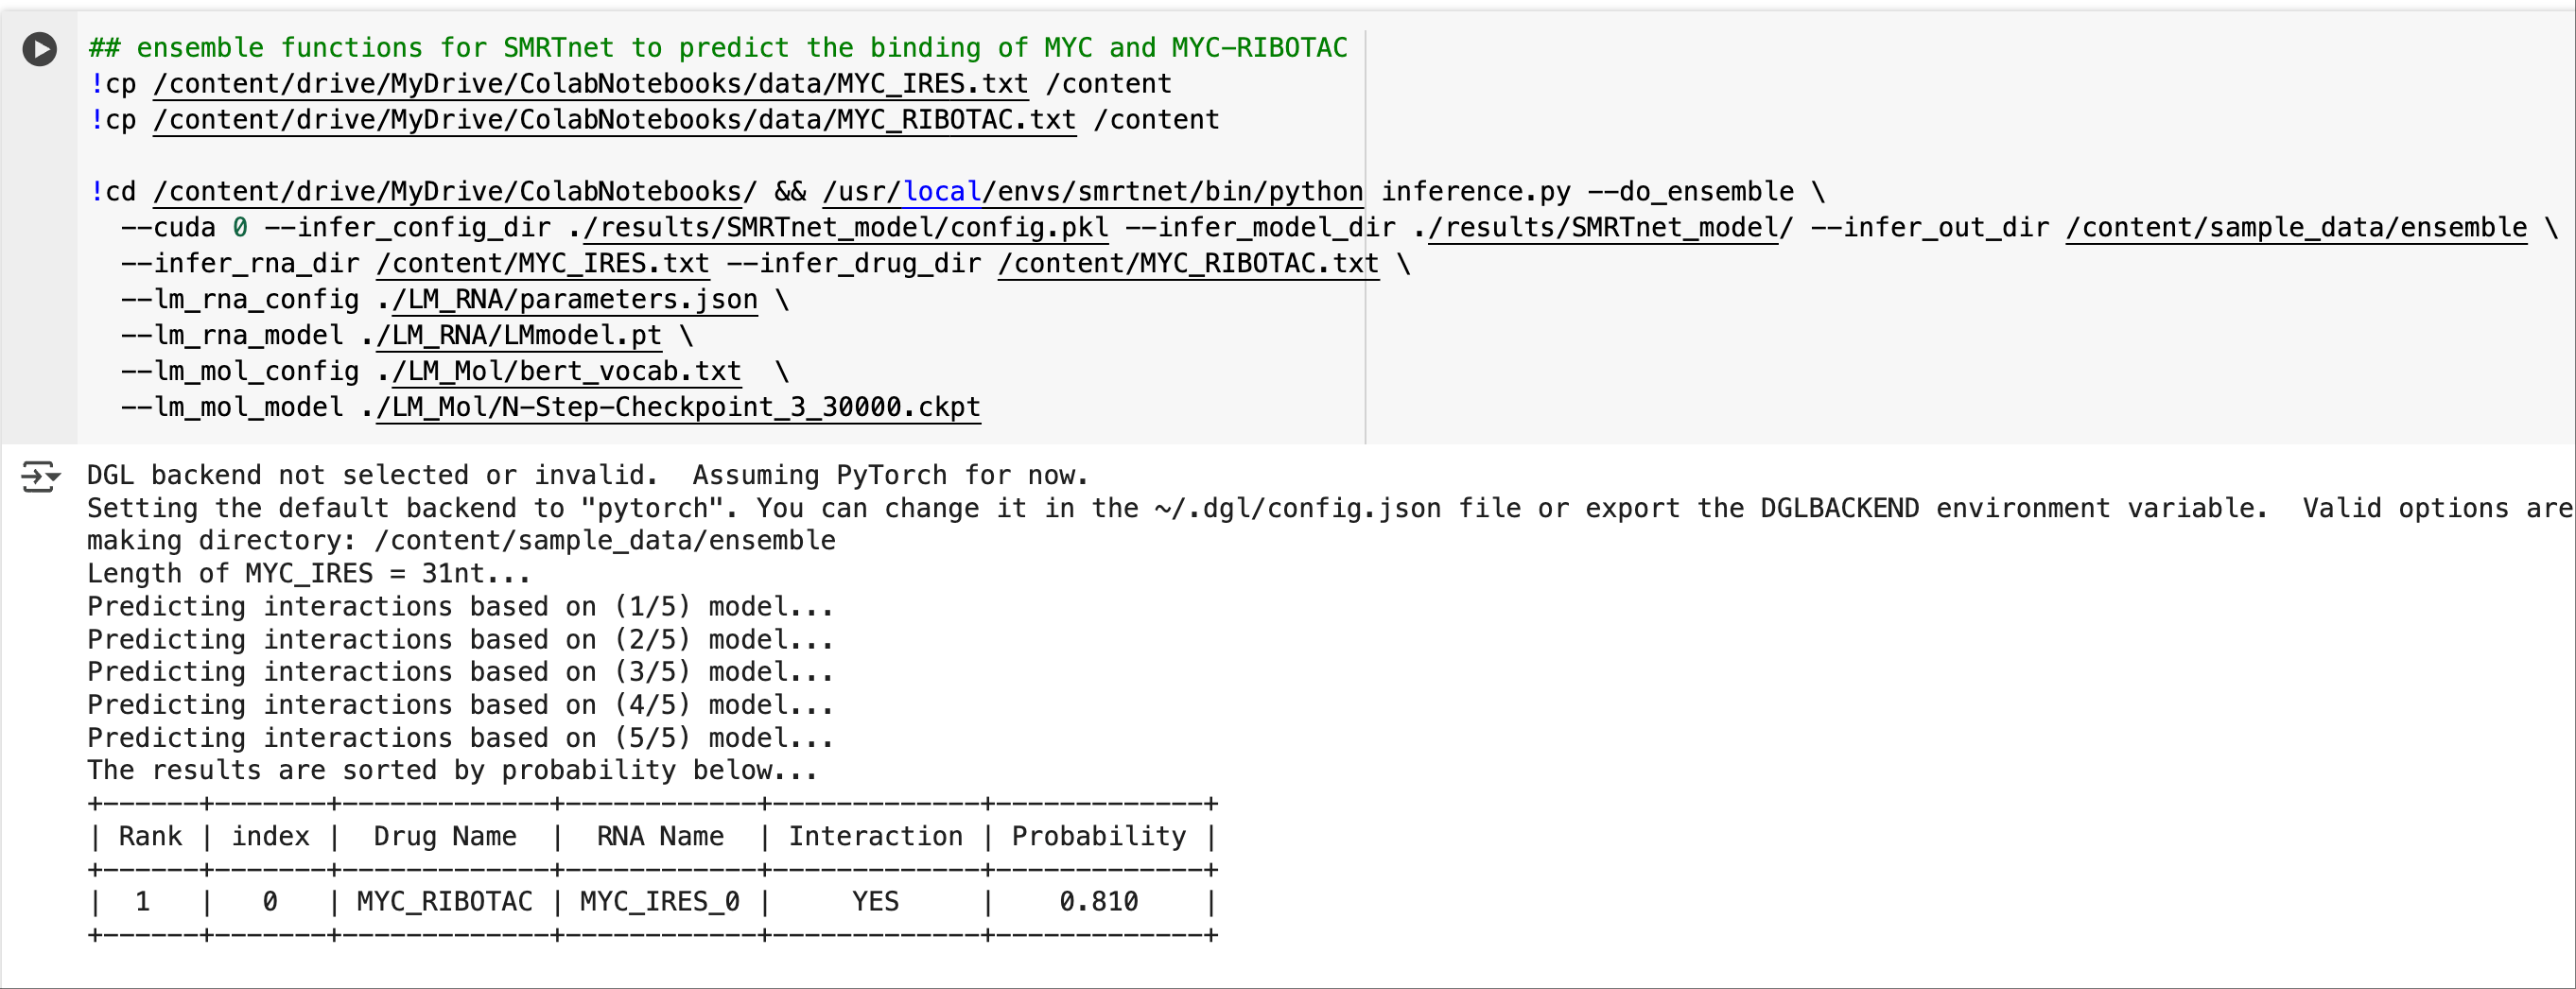 ## ensemble functions for SMRTnet to predict the binding of MYC and MYC-RIBOTAC
!cp /content/drive/MyDrive/ColabNotebooks/data/MYC_IRES.txt /content
!cp /content/drive/MyDrive/ColabNotebooks/data/MYC_RIBOTAC.txt /content
!cd /content/drive/MyDrive/ColabNotebooks/ && /usr/local/envs/smrtnet/bin/python inference.py --do_ensemble \
  --cuda 0 --infer_config_dir ./results/SMRTnet_model/config.pkl --infer_model_dir ./results/SMRTnet_model/ --infer_out_dir /content/sample_data/ensemble \
  --infer_rna_dir /content/MYC_IRES.txt --infer_drug_dir /content/MYC_RIBOTAC.txt \
  --lm_rna_config ./LM_RNA/parameters.json \
  --lm_rna_model ./LM_RNA/LMmodel.pt \
  --lm_mol_config ./LM_Mol/bert_vocab.txt  \
  --lm_mol_model ./LM_Mol/N-Step-Checkpoint_3_30000.ckpt
DGL backend not selected or invalid.  Assuming PyTorch for now.
Setting the default backend to "pytorch". You can change it in the ~/.dgl/config.json file or export the DGLBACKEND environment variable.  Valid options are
making directory: /content/sample_data/ensemble
Length of MYC_IRES = 31nt...
Predicting interactions based on (1/5) model...
Predicting interactions based on (2/5) model...
Predicting interactions based on (3/5) model...
Predicting interactions based on (4/5) model...
Predicting interactions based on (5/5) model...
The results are sorted by probability below...
+------+-------+-------------+------------+-------------+-------------+
| Rank | index |  Drug Name  |  RNA Name  | Interaction | Probability |
+------+-------+-------------+------------+-------------+-------------+
|  1   |   0   | MYC_RIBOTAC | MYC_IRES_0 |     YES     |    0.810    |
+------+-------+-------------+------------+-------------+-------------+